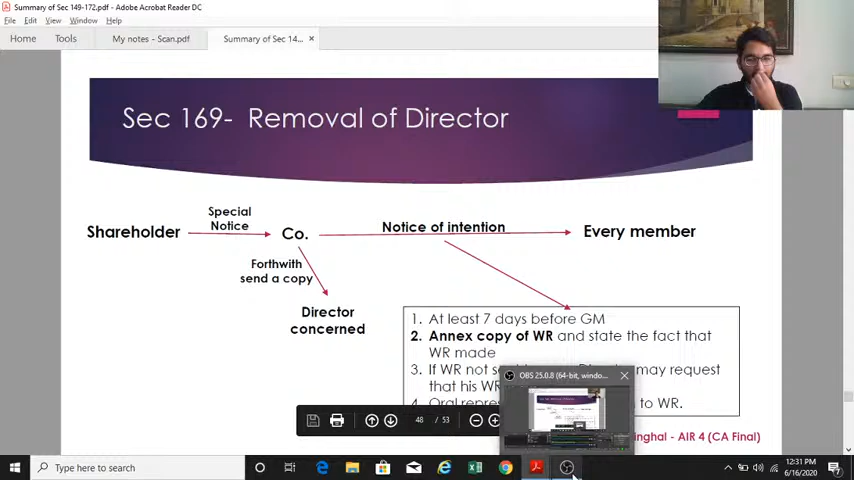 Summary of Sec 149-172.pdf - Adobe Acrobat Reader DC
File Edit View Window Help
Home Tools My notes - Scan.pdf Summary of Sec 14... ×
Sec 169- Removal of Director
Shareholder
Special
Notice
Co.
Notice of intention
Every member
Forthwith
send a copy
Director
concerned
1. At least 7 days before GM
2. Annex copy of WR and state the fact that
WR made
3. If WR not
may request
that his WR
4. Oral
to WR.
OBS 25.0.8 (64-bit, windo...
48 / 53
inghal - AIR 4 (CA Final)
Type here to search
12:31 PM
6/16/2020